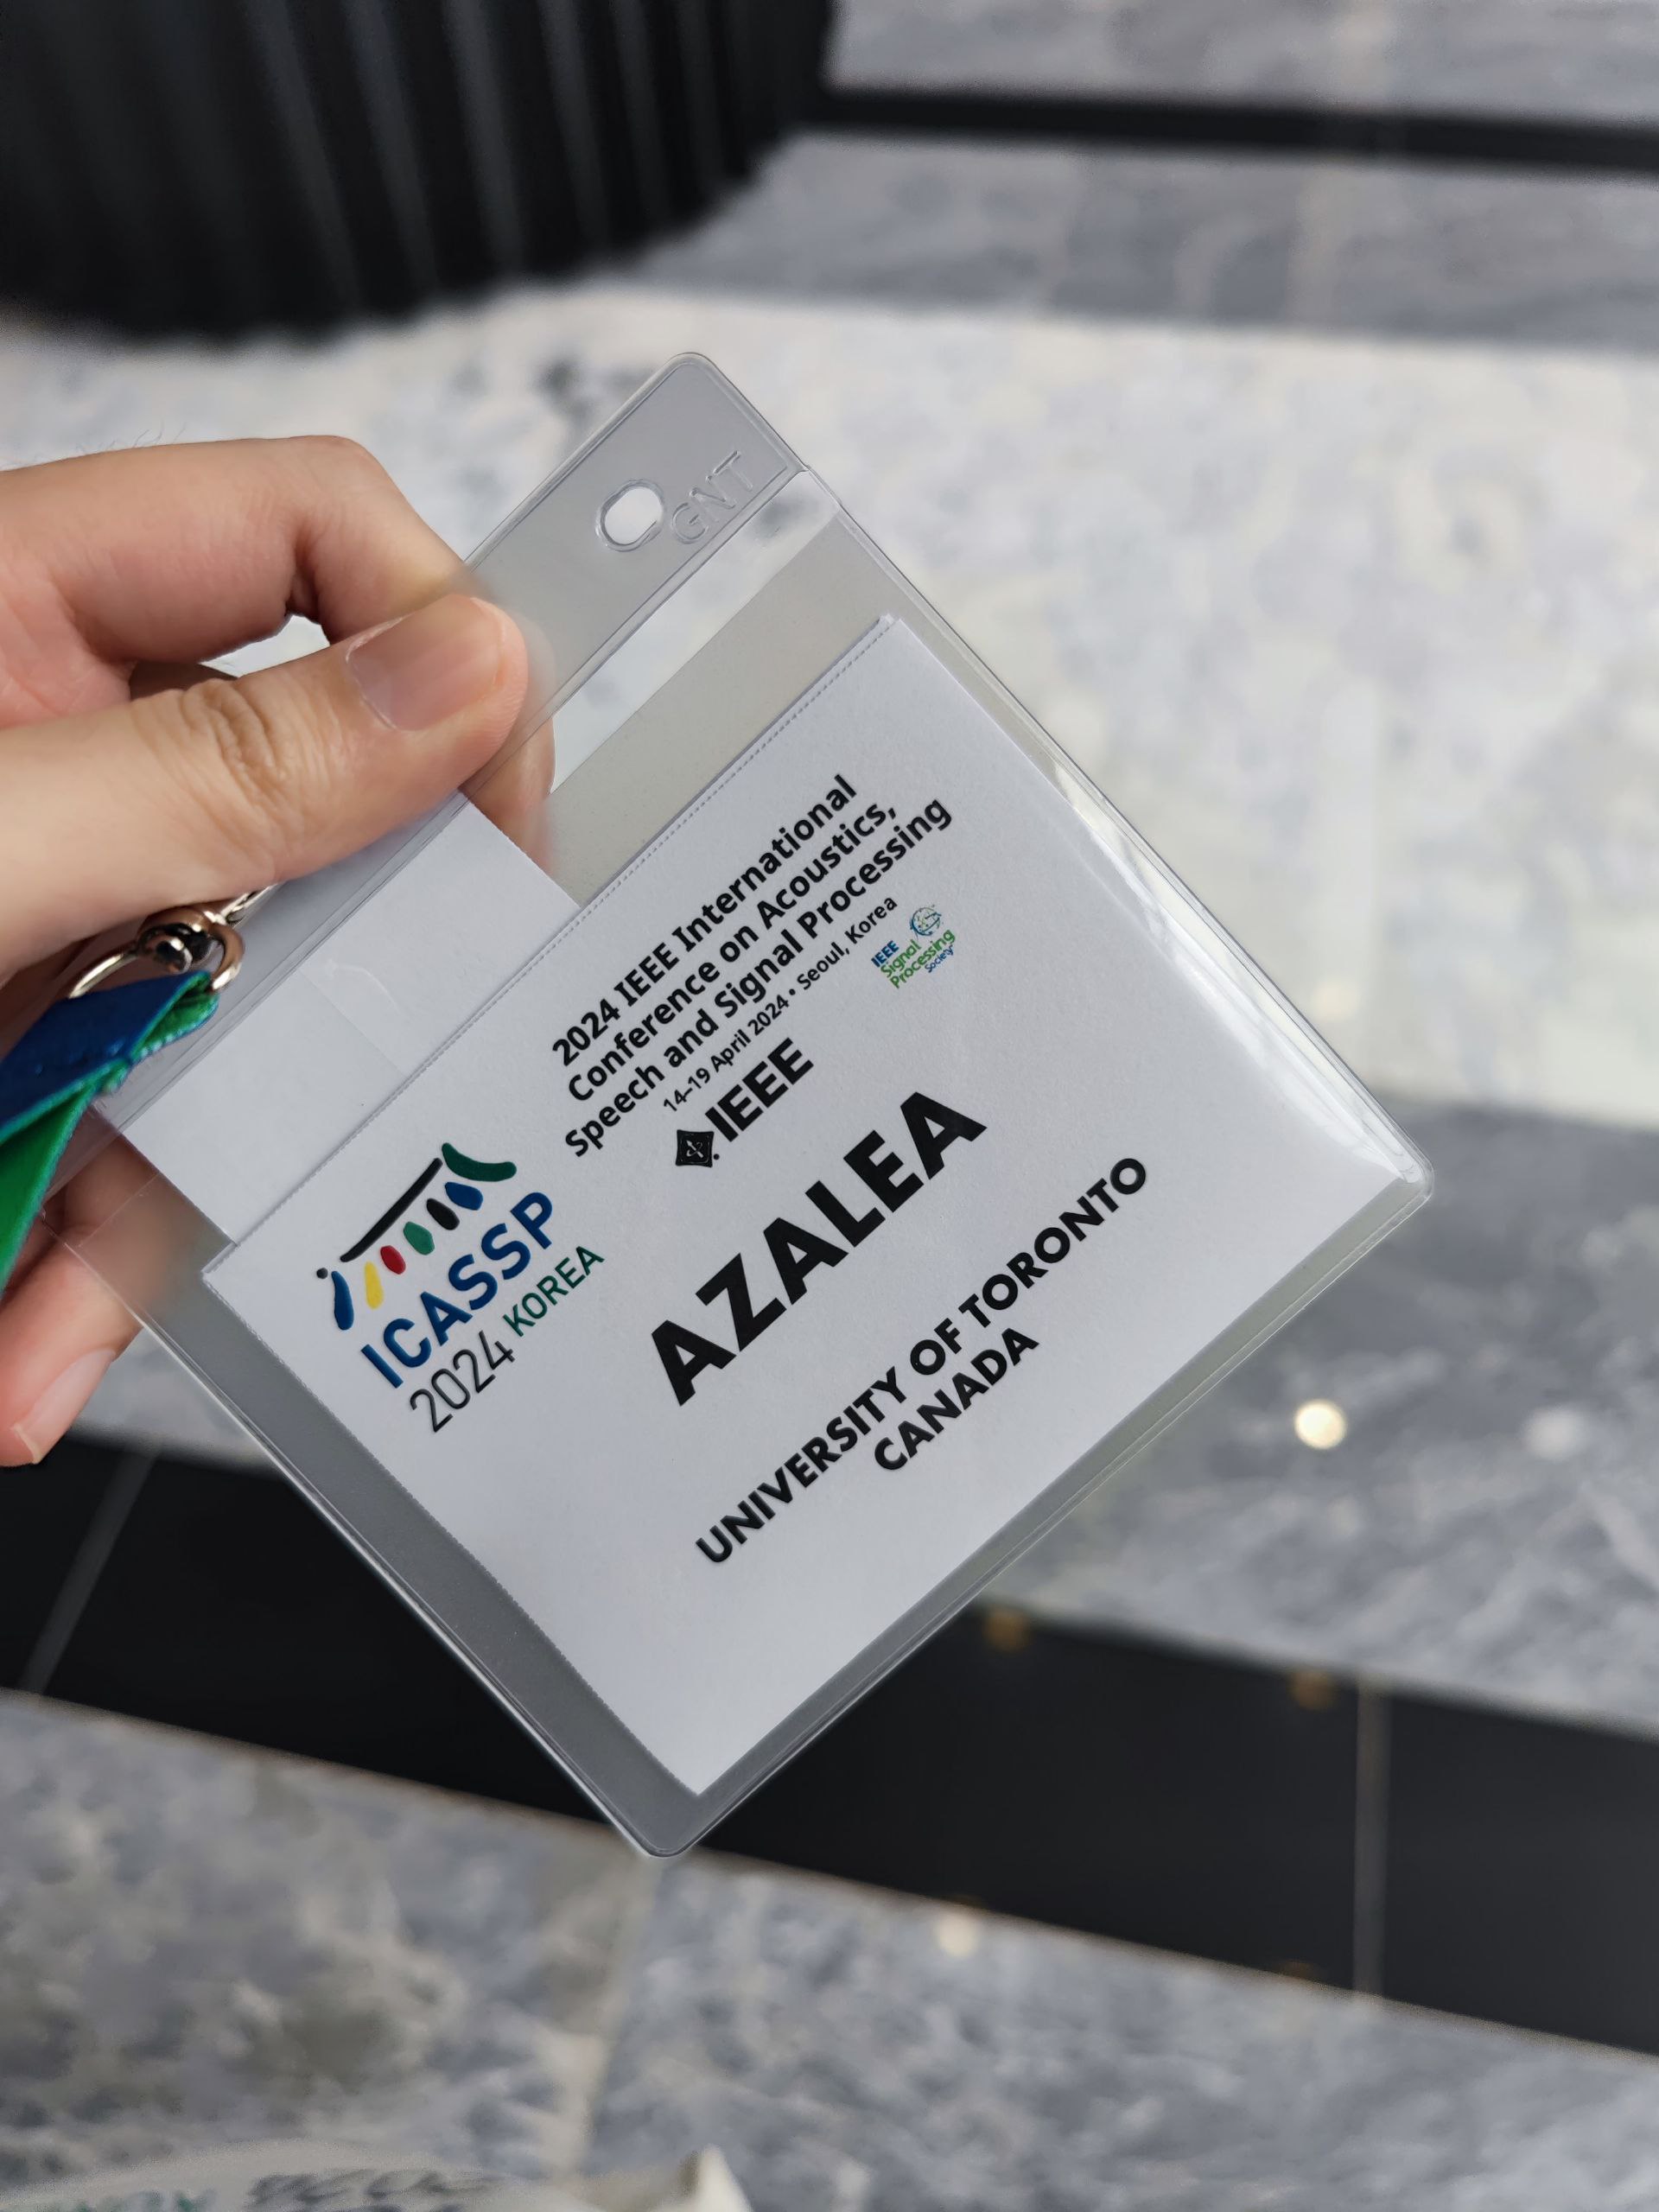 GNT
2024 IEEE International
Conference on Acoustics,
Speech and Signal Processing
14–19 April 2024 • Seoul, Korea
IEEE
IEEE
Signal
Processing
Society
ICASSP
2024 KOREA
AZALEA
UNIVERSITY OF TORONTO
CANADA